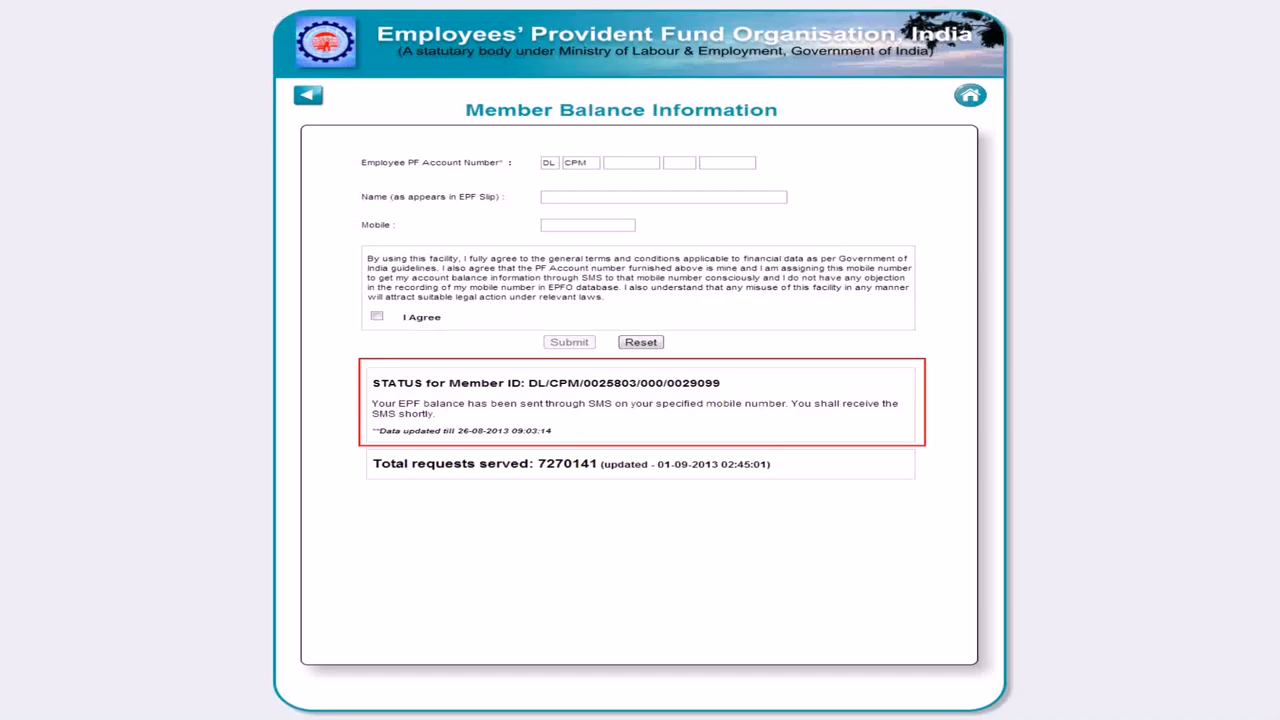 Employees' Provident Fund Organisation, India
(A statutary body under Ministry of Labour & Employment, Government of India)
Member Balance Information
Employee PF Account Number* : DL CPM
Name (as appears in EPF Slip) :
Mobile :
By using this facility, I fully agree to the general terms and conditions applicable to financial data as per Government of
India guidelines. I also agree that the PF Account number furnished above is mine and I am assigning this mobile number
to get my account balance information through SMS to that mobile number consciously and I do not have any objection
in the recording of my mobile number in EPFO database. I also understand that any misuse of this facility in any manner
will attract suitable legal action under relevant laws.
I Agree
Submit Reset
STATUS for Member ID: DL/CPM/0025803/000/0029099
Your EPF balance has been sent through SMS on your specified mobile number. You shall receive the
SMS shortly.
**Data updated till 26-08-2013 09:03:14
Total requests served: 7270141 (updated - 01-09-2013 02:45:01)